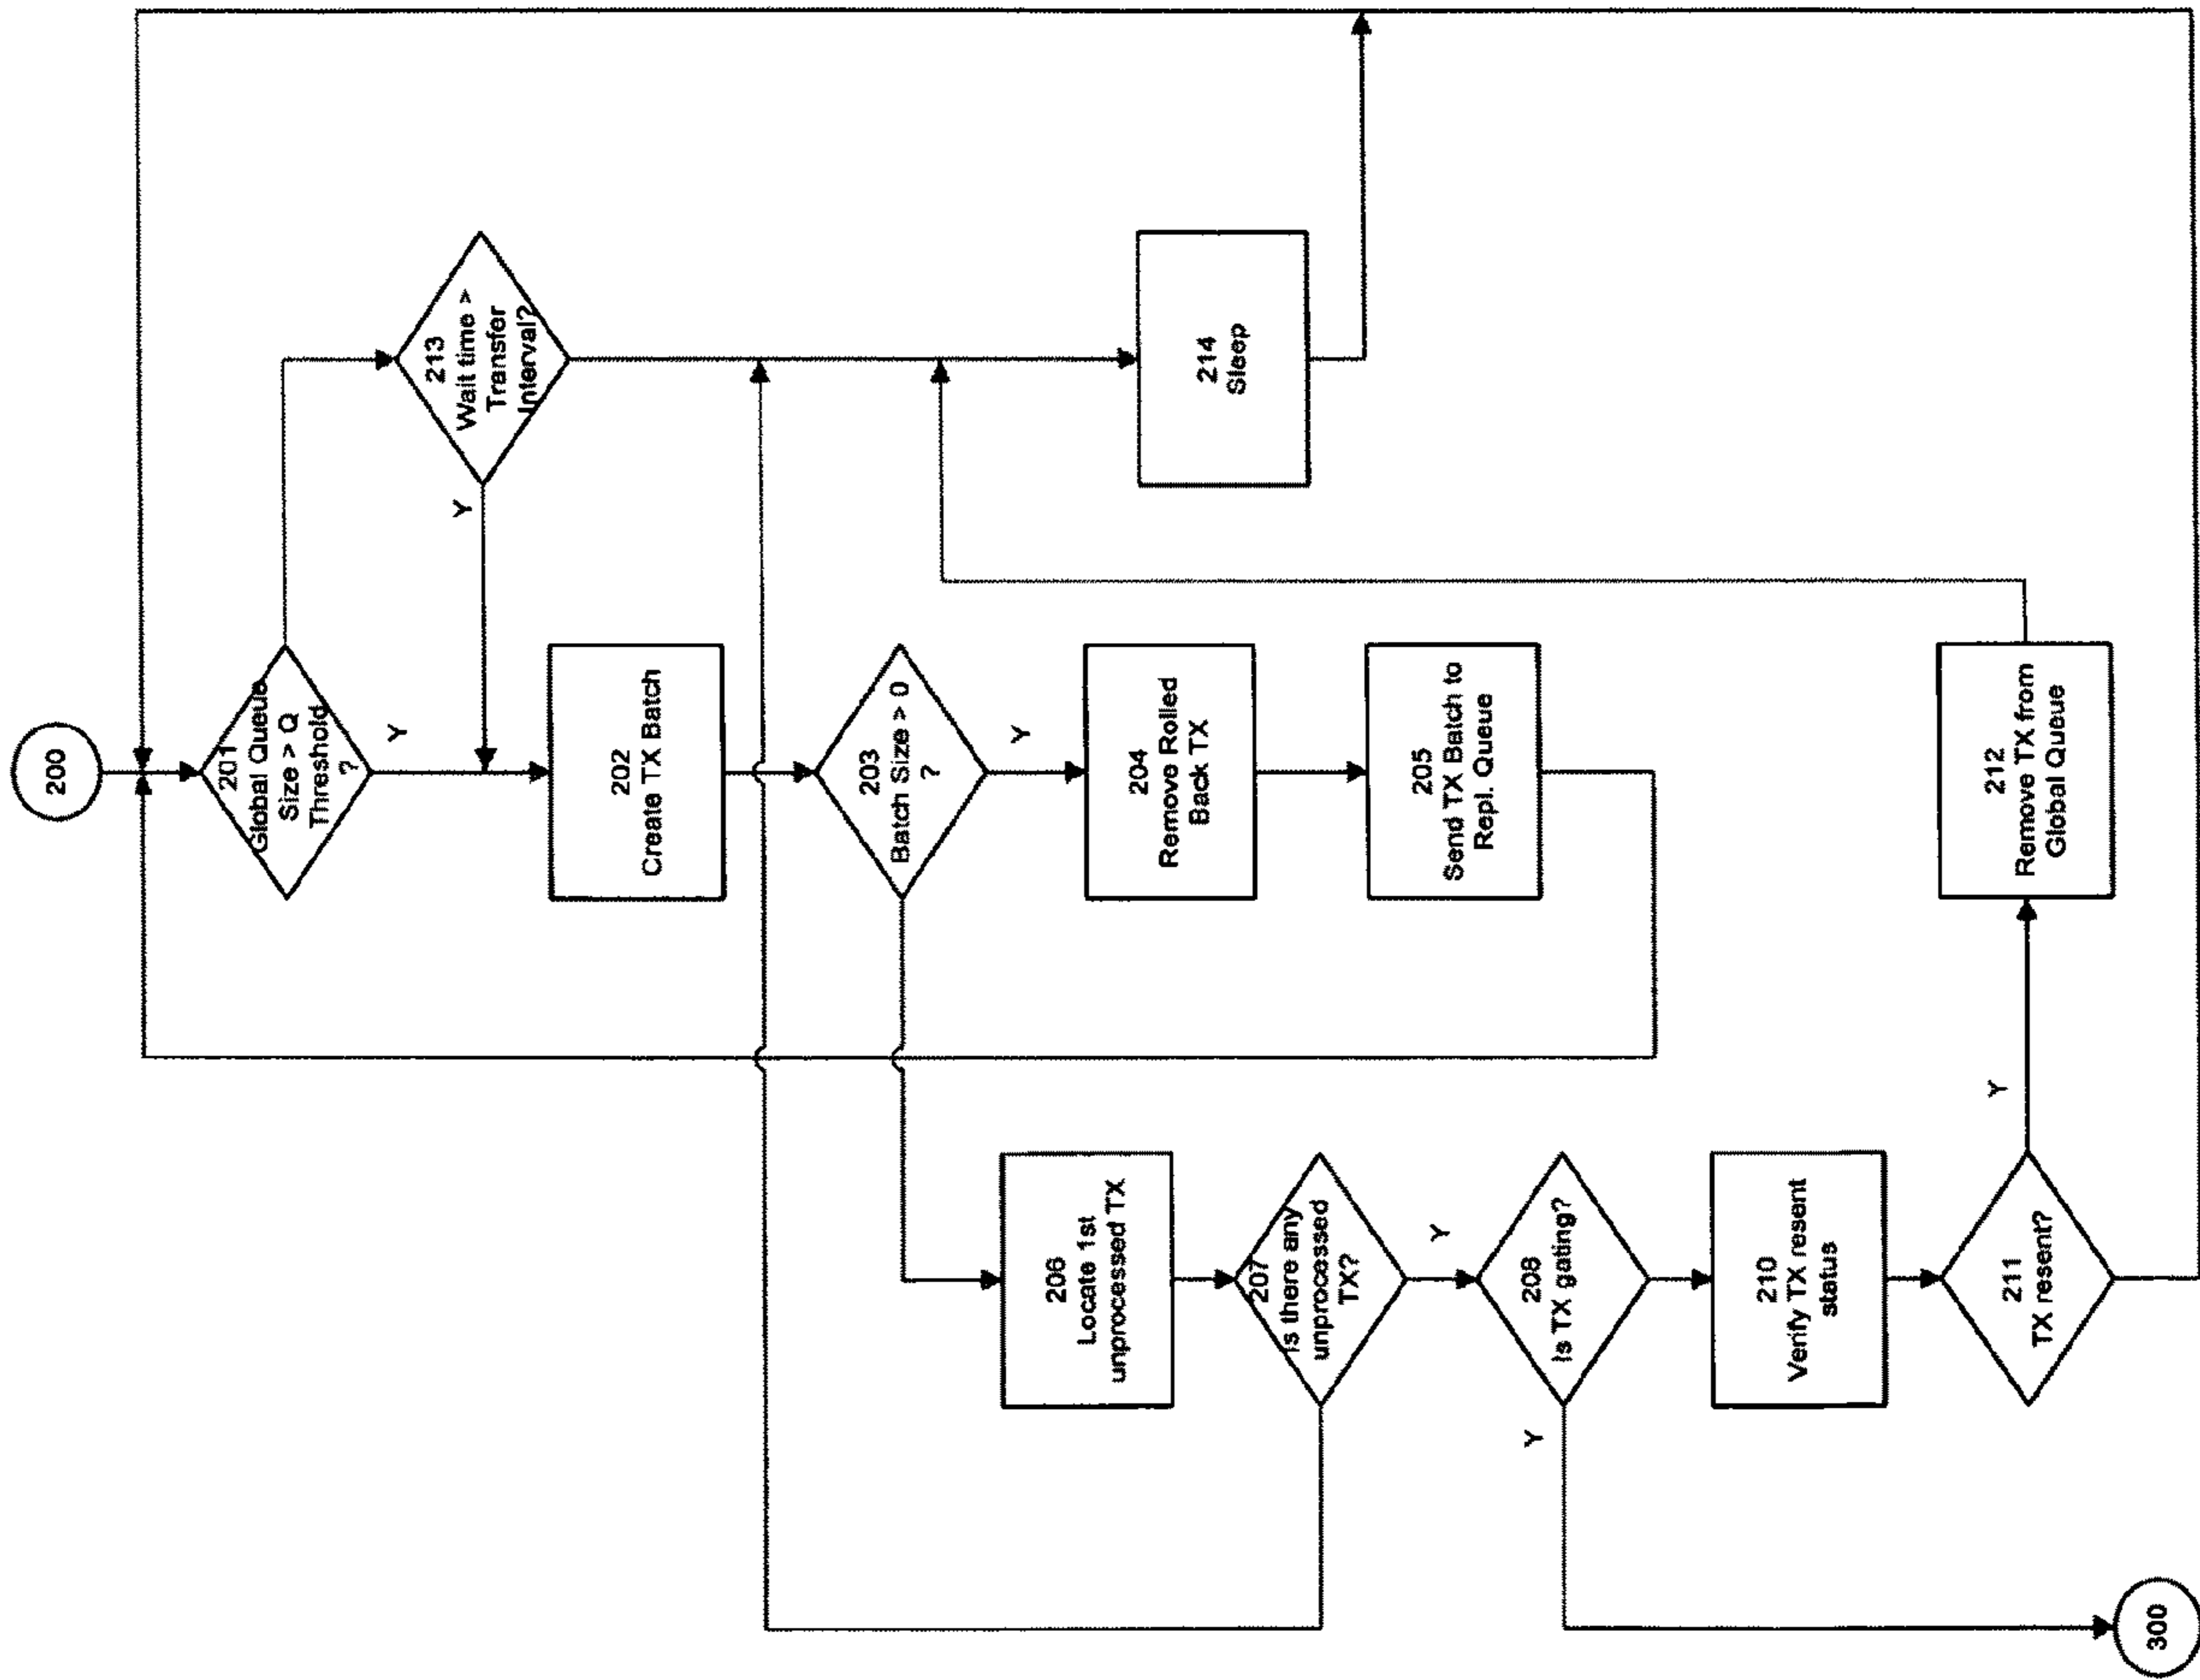 200
201
Global Queue
Size > Q
Threshold
?
Y
213
Wait time >
Transfer
Interval?
Y
202
Create TX Batch
203
Batch Size > 0
?
Y
204
Remove Rolled
Back TX
205
Send TX Batch to
Repl. Queue
206
Locate 1st
unprocessed TX
207
Is there any
unprocessed
TX?
Y
208
Is TX gating?
Y
210
Verify TX resent
status
211
TX resent?
Y
212
Remove TX from
Global Queue
214
Sleep
300